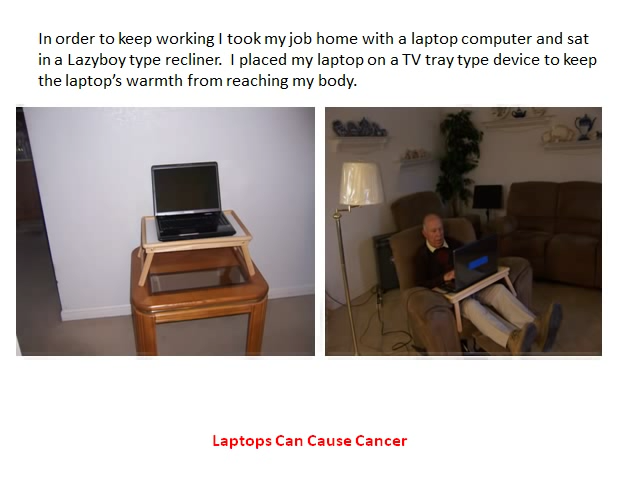 In order to keep working I took my job home with a laptop computer and sat
in a Lazyboy type recliner.  I placed my laptop on a TV tray type device to keep
the laptop's warmth from reaching my body.
Laptops Can Cause Cancer